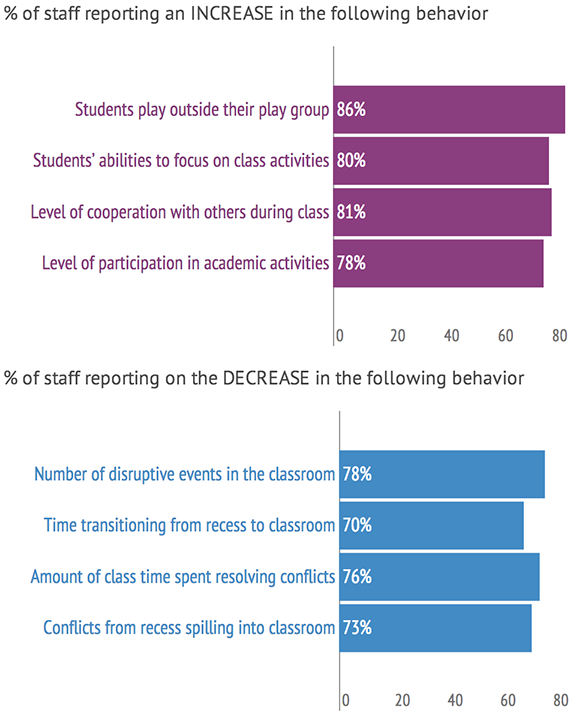 % of staff reporting an INCREASE in the following behavior
Students play outside their play group 86%
Students' abilities to focus on class activities 80%
Level of cooperation with others during class 81%
Level of participation in academic activities 78%
0 20 40 60 80
% of staff reporting on the DECREASE in the following behavior
Number of disruptive events in the classroom 78%
Time transitioning from recess to classroom 70%
Amount of class time spent resolving conflicts 76%
Conflicts from recess spilling into classroom 73%
0 20 40 60 80